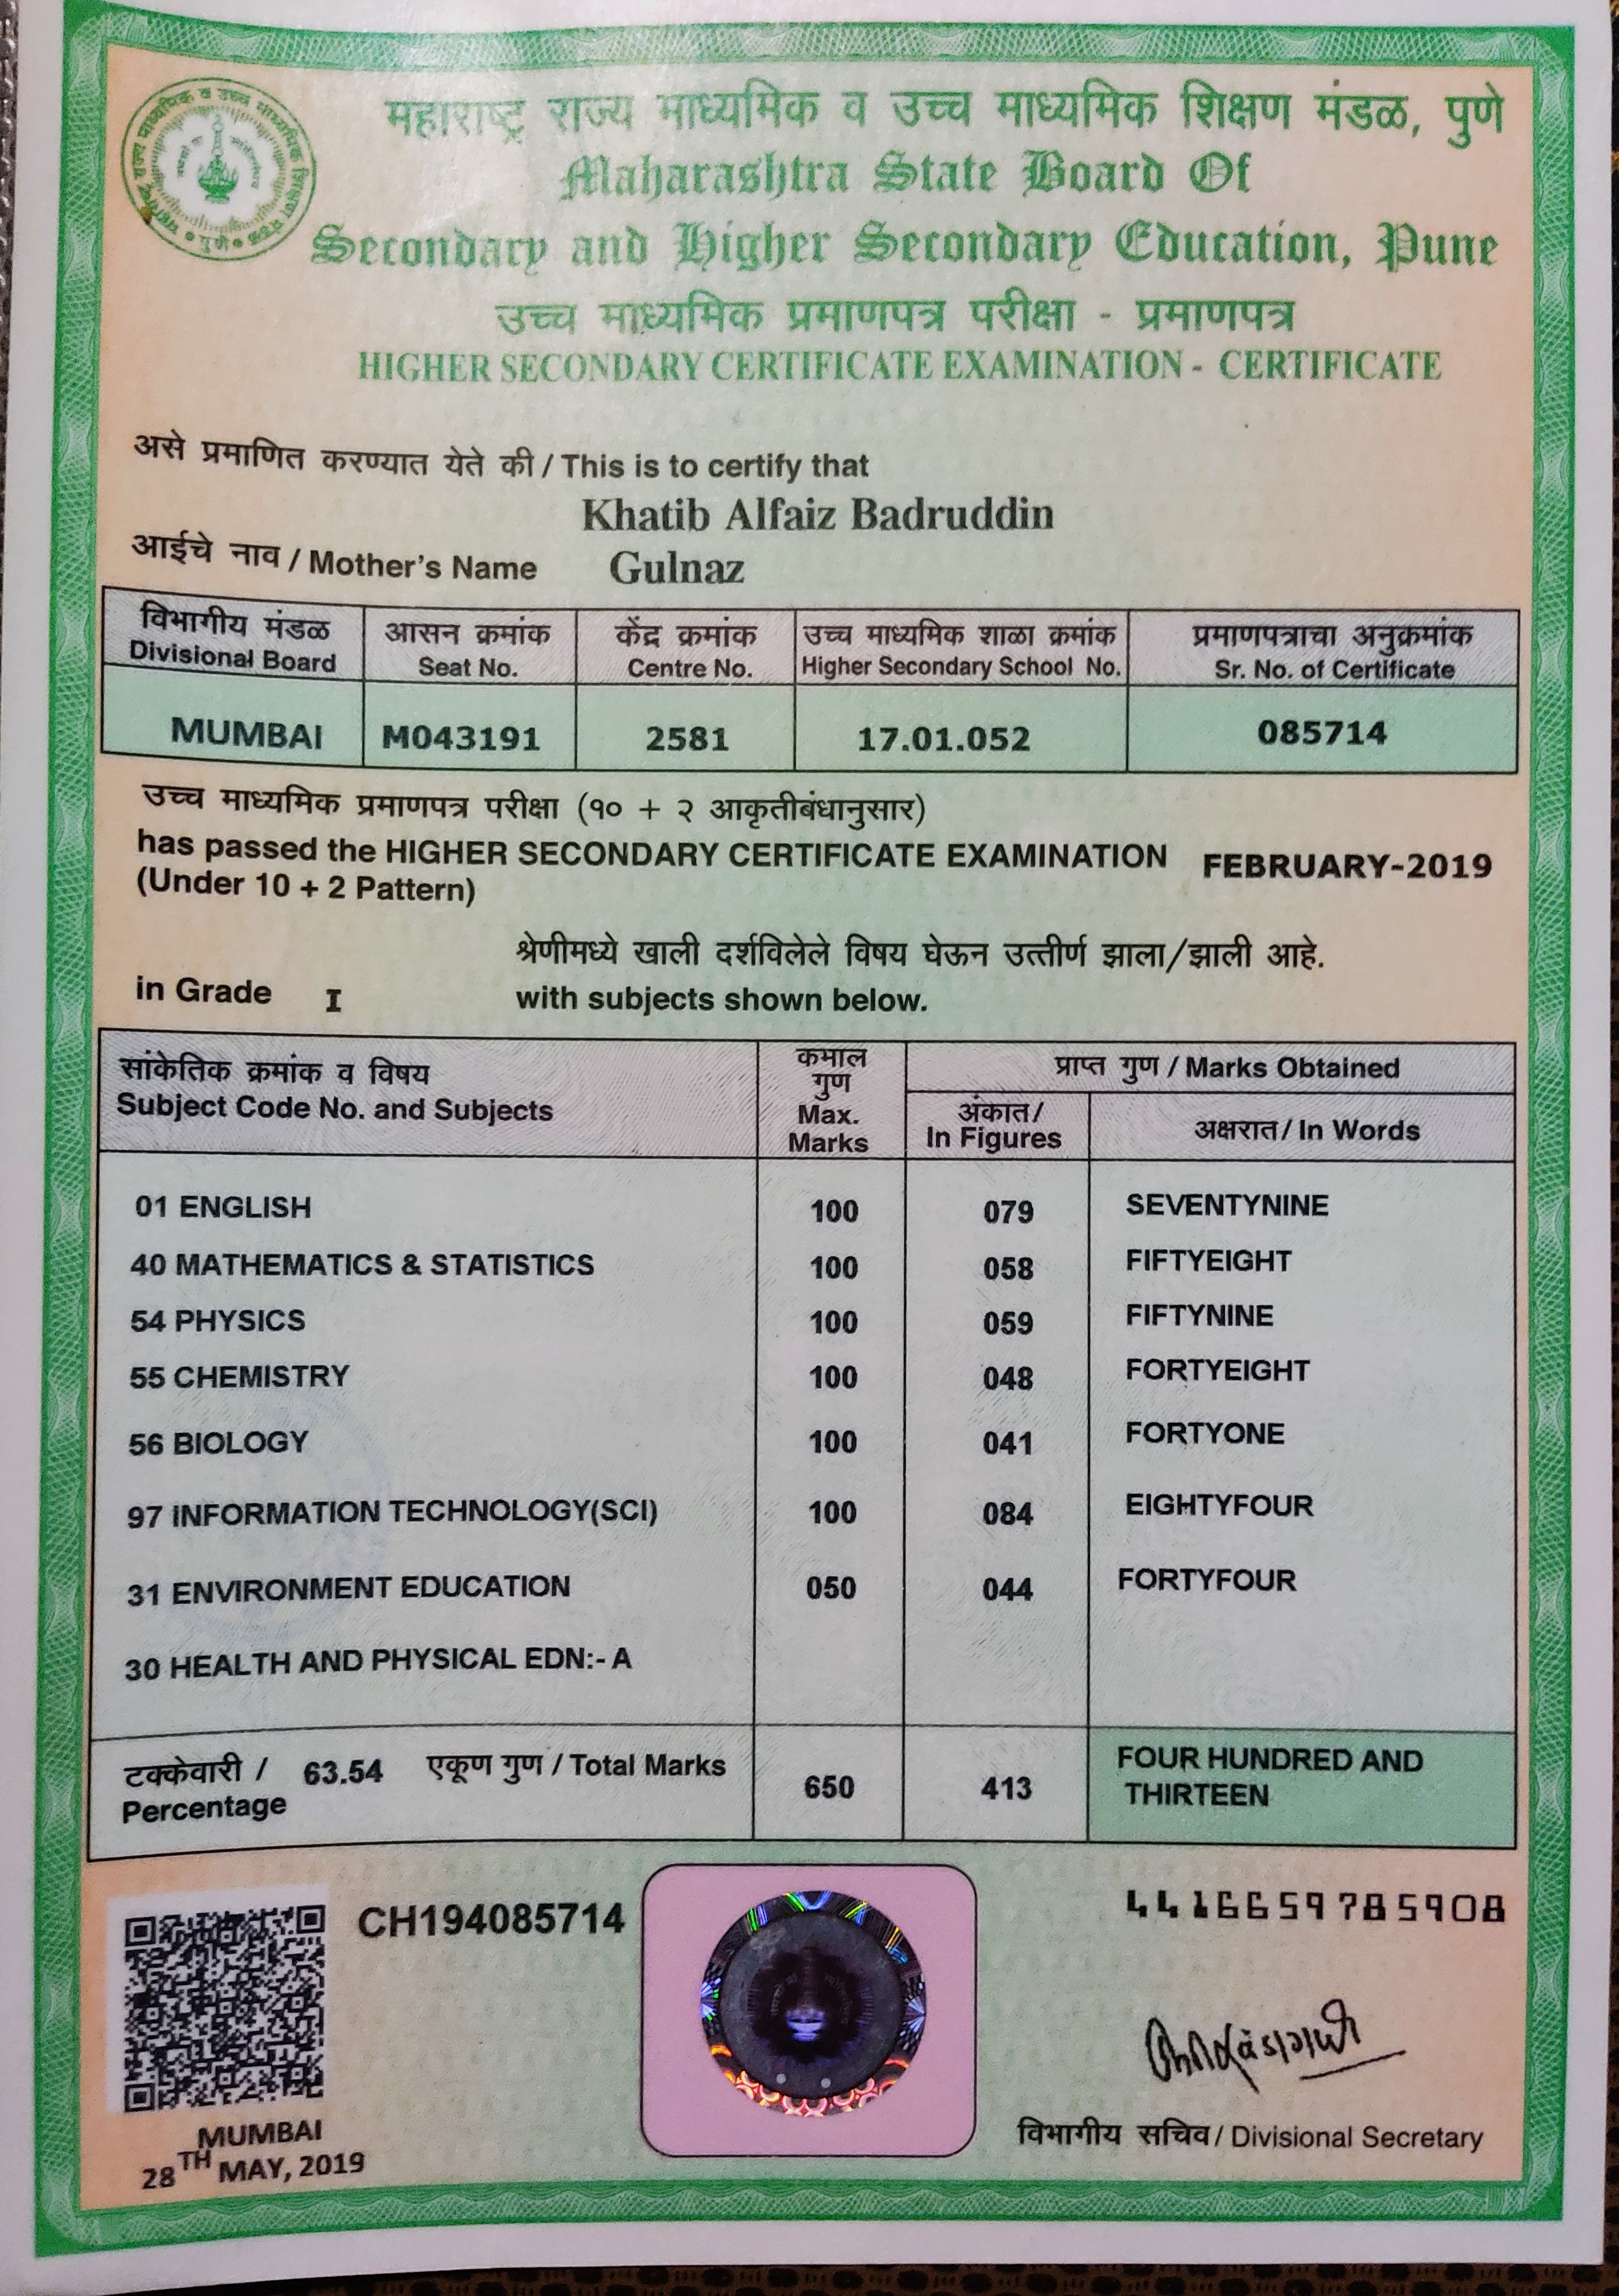 महाराष्ट्र राज्य माध्यमिक व उच्च माध्यमिक शिक्षण मंडळ, पुणे
Maharashtra State Board Of
Secondary and Higher Secondary Education, Pune
उच्च माध्यमिक प्रमाणपत्र परीक्षा - प्रमाणपत्र
HIGHER SECONDARY CERTIFICATE EXAMINATION - CERTIFICATE
असे प्रमाणित करण्यात येते की / This is to certify that
Khatib Alfaiz Badruddin
आईचे नाव / Mother's Name Gulnaz
विभागीय मंडळ आसन क्रमांक केंद्र क्रमांक उच्च माध्यमिक शाळा क्रमांक प्रमाणपत्राचा अनुक्रमांक
Divisional Board Seat No. Centre No. Higher Secondary School No. Sr. No. of Certificate
MUMBAI M043191 2581 17.01.052 085714
उच्च माध्यमिक प्रमाणपत्र परीक्षा (१० + २ आकृतीबंधानुसार)
has passed the HIGHER SECONDARY CERTIFICATE EXAMINATION FEBRUARY-2019
(Under 10 + 2 Pattern)
श्रेणीमध्ये खाली दर्शविलेले विषय घेऊन उत्तीर्ण झाला/झाली आहे.
in Grade I with subjects shown below.
सांकेतिक क्रमांक व विषय
Subject Code No. and Subjects
कमाल
गुण
Max.
Marks
प्राप्त गुण / Marks Obtained
अंकात/
In Figures
अक्षरात/ In Words
01 ENGLISH 100 079 SEVENTYNINE
40 MATHEMATICS & STATISTICS 100 058 FIFTYEIGHT
54 PHYSICS 100 059 FIFTYNINE
55 CHEMISTRY 100 048 FORTYEIGHT
56 BIOLOGY 100 041 FORTYONE
97 INFORMATION TECHNOLOGY(SCI) 100 084 EIGHTYFOUR
31 ENVIRONMENT EDUCATION 050 044 FORTYFOUR
30 HEALTH AND PHYSICAL EDN:- A
टक्केवारी / 63.54 एकूण गुण / Total Marks 650 413 FOUR HUNDRED AND
Percentage THIRTEEN
CH194085714
4416659785908
MUMBAI
28TH MAY, 2019
विभागीय सचिव / Divisional Secretary